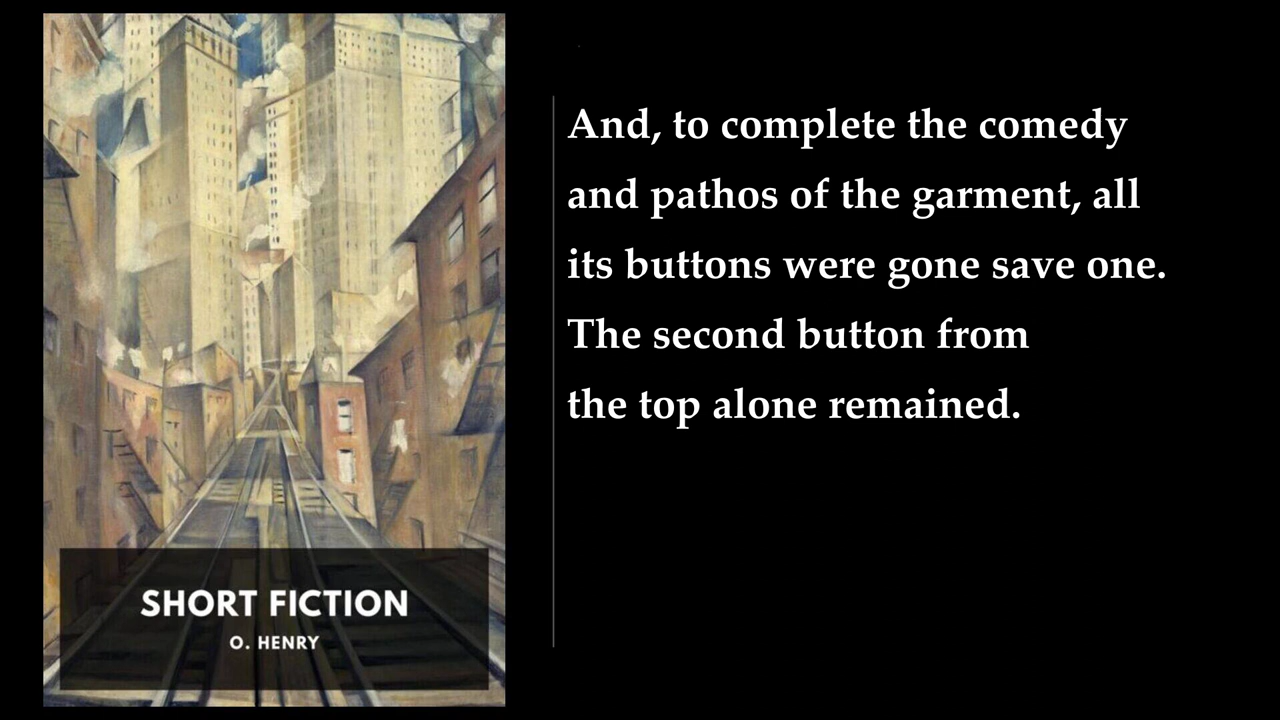 And, to complete the comedy
and pathos of the garment, all
its buttons were gone save one.
The second button from
the top alone remained.
SHORT FICTION
O. HENRY